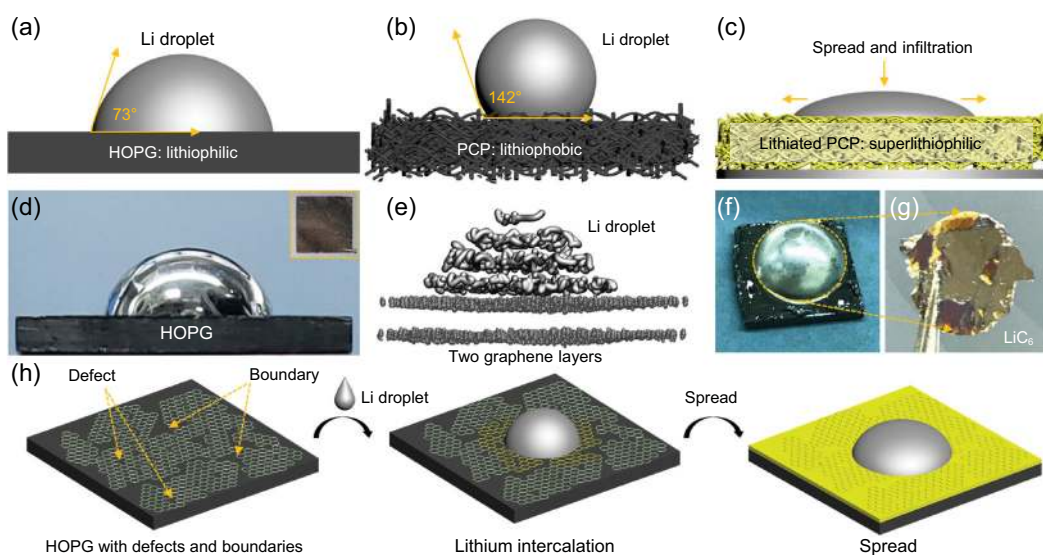 (a)
Li droplet
73°
HOPG: lithiophilic
(b)
Li droplet
142°
PCP: lithiophobic
(c)
Spread and infiltration
Lithiated PCP: superlithiophilic
(d)
HOPG
(e)
Li droplet
Two graphene layers
(f)
(g)
LiC₆
(h)
Defect
Boundary
Li droplet
Spread
HOPG with defects and boundaries
Lithium intercalation
Spread